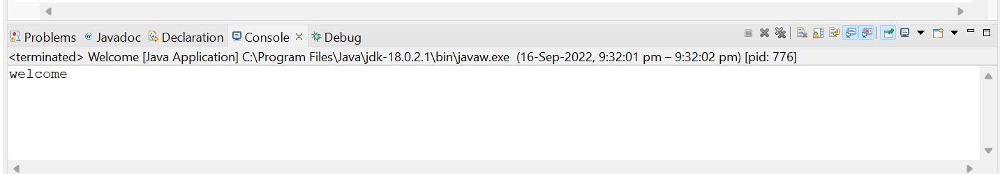 Problems @ Javadoc Declaration Console Debug
<terminated> Welcome [Java Application] C:\Program Files\Java\jdk-18.0.2.1\bin\javaw.exe (16-Sep-2022, 9:32:01 pm – 9:32:02 pm) [pid: 776]
welcome